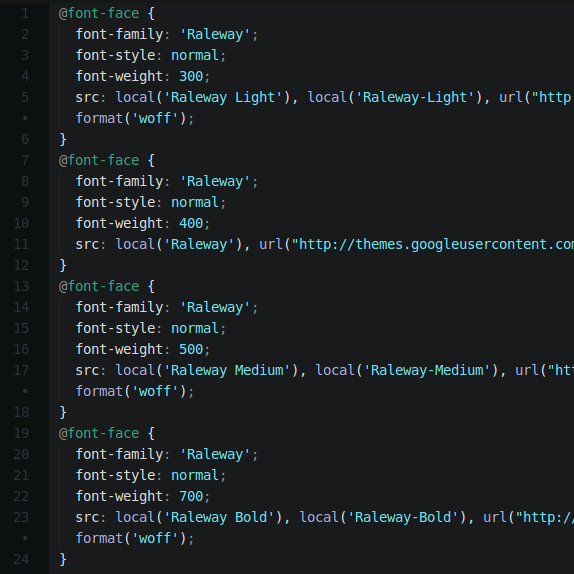 1 @font-face {
2 font-family: 'Raleway';
3 font-style: normal;
4 font-weight: 300;
5 src: local('Raleway Light'), local('Raleway-Light'), url("http
• format('woff');
6 }
7 @font-face {
8 font-family: 'Raleway';
9 font-style: normal;
10 font-weight: 400;
11 src: local('Raleway'), url("http://themes.googleusercontent.com
12 }
13 @font-face {
14 font-family: 'Raleway';
15 font-style: normal;
16 font-weight: 500;
17 src: local('Raleway Medium'), local('Raleway-Medium'), url("htt
• format('woff');
18 }
19 @font-face {
20 font-family: 'Raleway';
21 font-style: normal;
22 font-weight: 700;
23 src: local('Raleway Bold'), local('Raleway-Bold'), url("http:/
• format('woff');
24 }